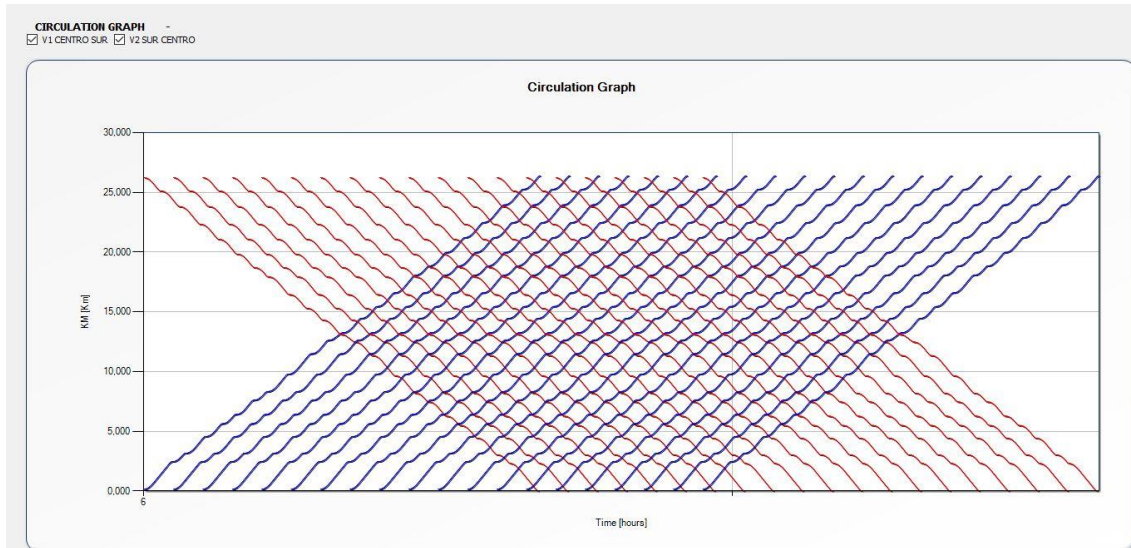 CIRCULATION GRAPH -
V1 CENTRO SUR V2 SUR CENTRO
Circulation Graph
30,000
25,000
20,000
15,000
10,000
5,000
0,000
KM [Km]
6
Time [hours]